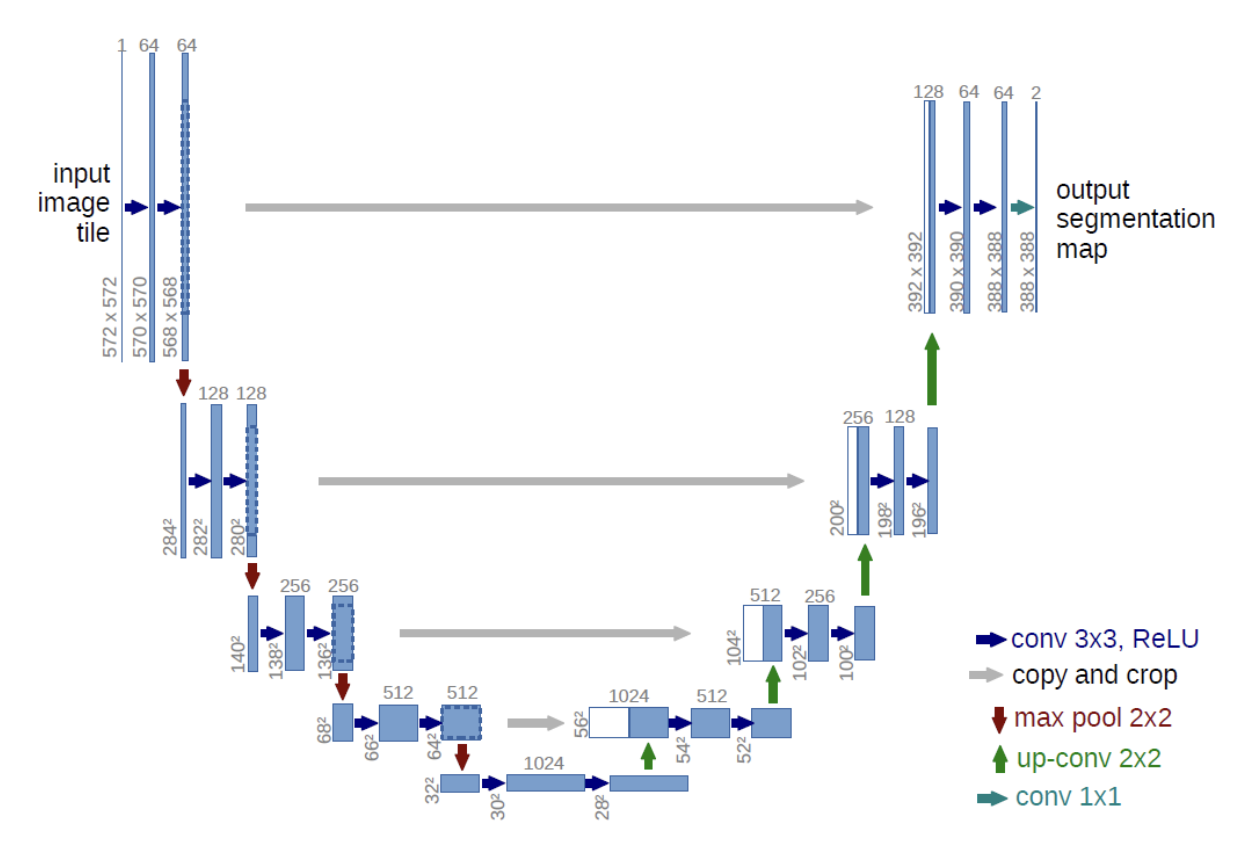 1 64 64
input
image
tile
572 x 572
570 x 570
568 x 568
128 64 64 2
392 x 392
390 x 390
388 x 388
388 x 388
output
segmentation
map
128 128
284²
282²
280²
256 128
200²
198²
196²
256 256
140²
138²
136²
512 256
104²
102²
100²
512 512
68²
66²
64²
1024 512
56²
54²
52²
1024
32²
30²
28²
conv 3x3, ReLU
copy and crop
max pool 2x2
up-conv 2x2
conv 1x1